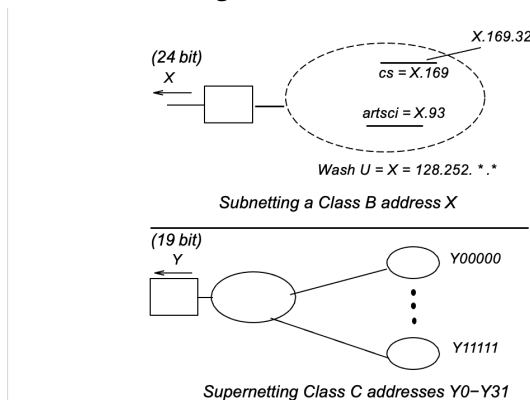 X.169.32
(24 bit)
X
cs = X.169
artsci = X.93
Wash U = X = 128.252. * .*
Subnetting a Class B address X
(19 bit)
Y
Y00000
Y11111
Supernetting Class C addresses Y0−Y31